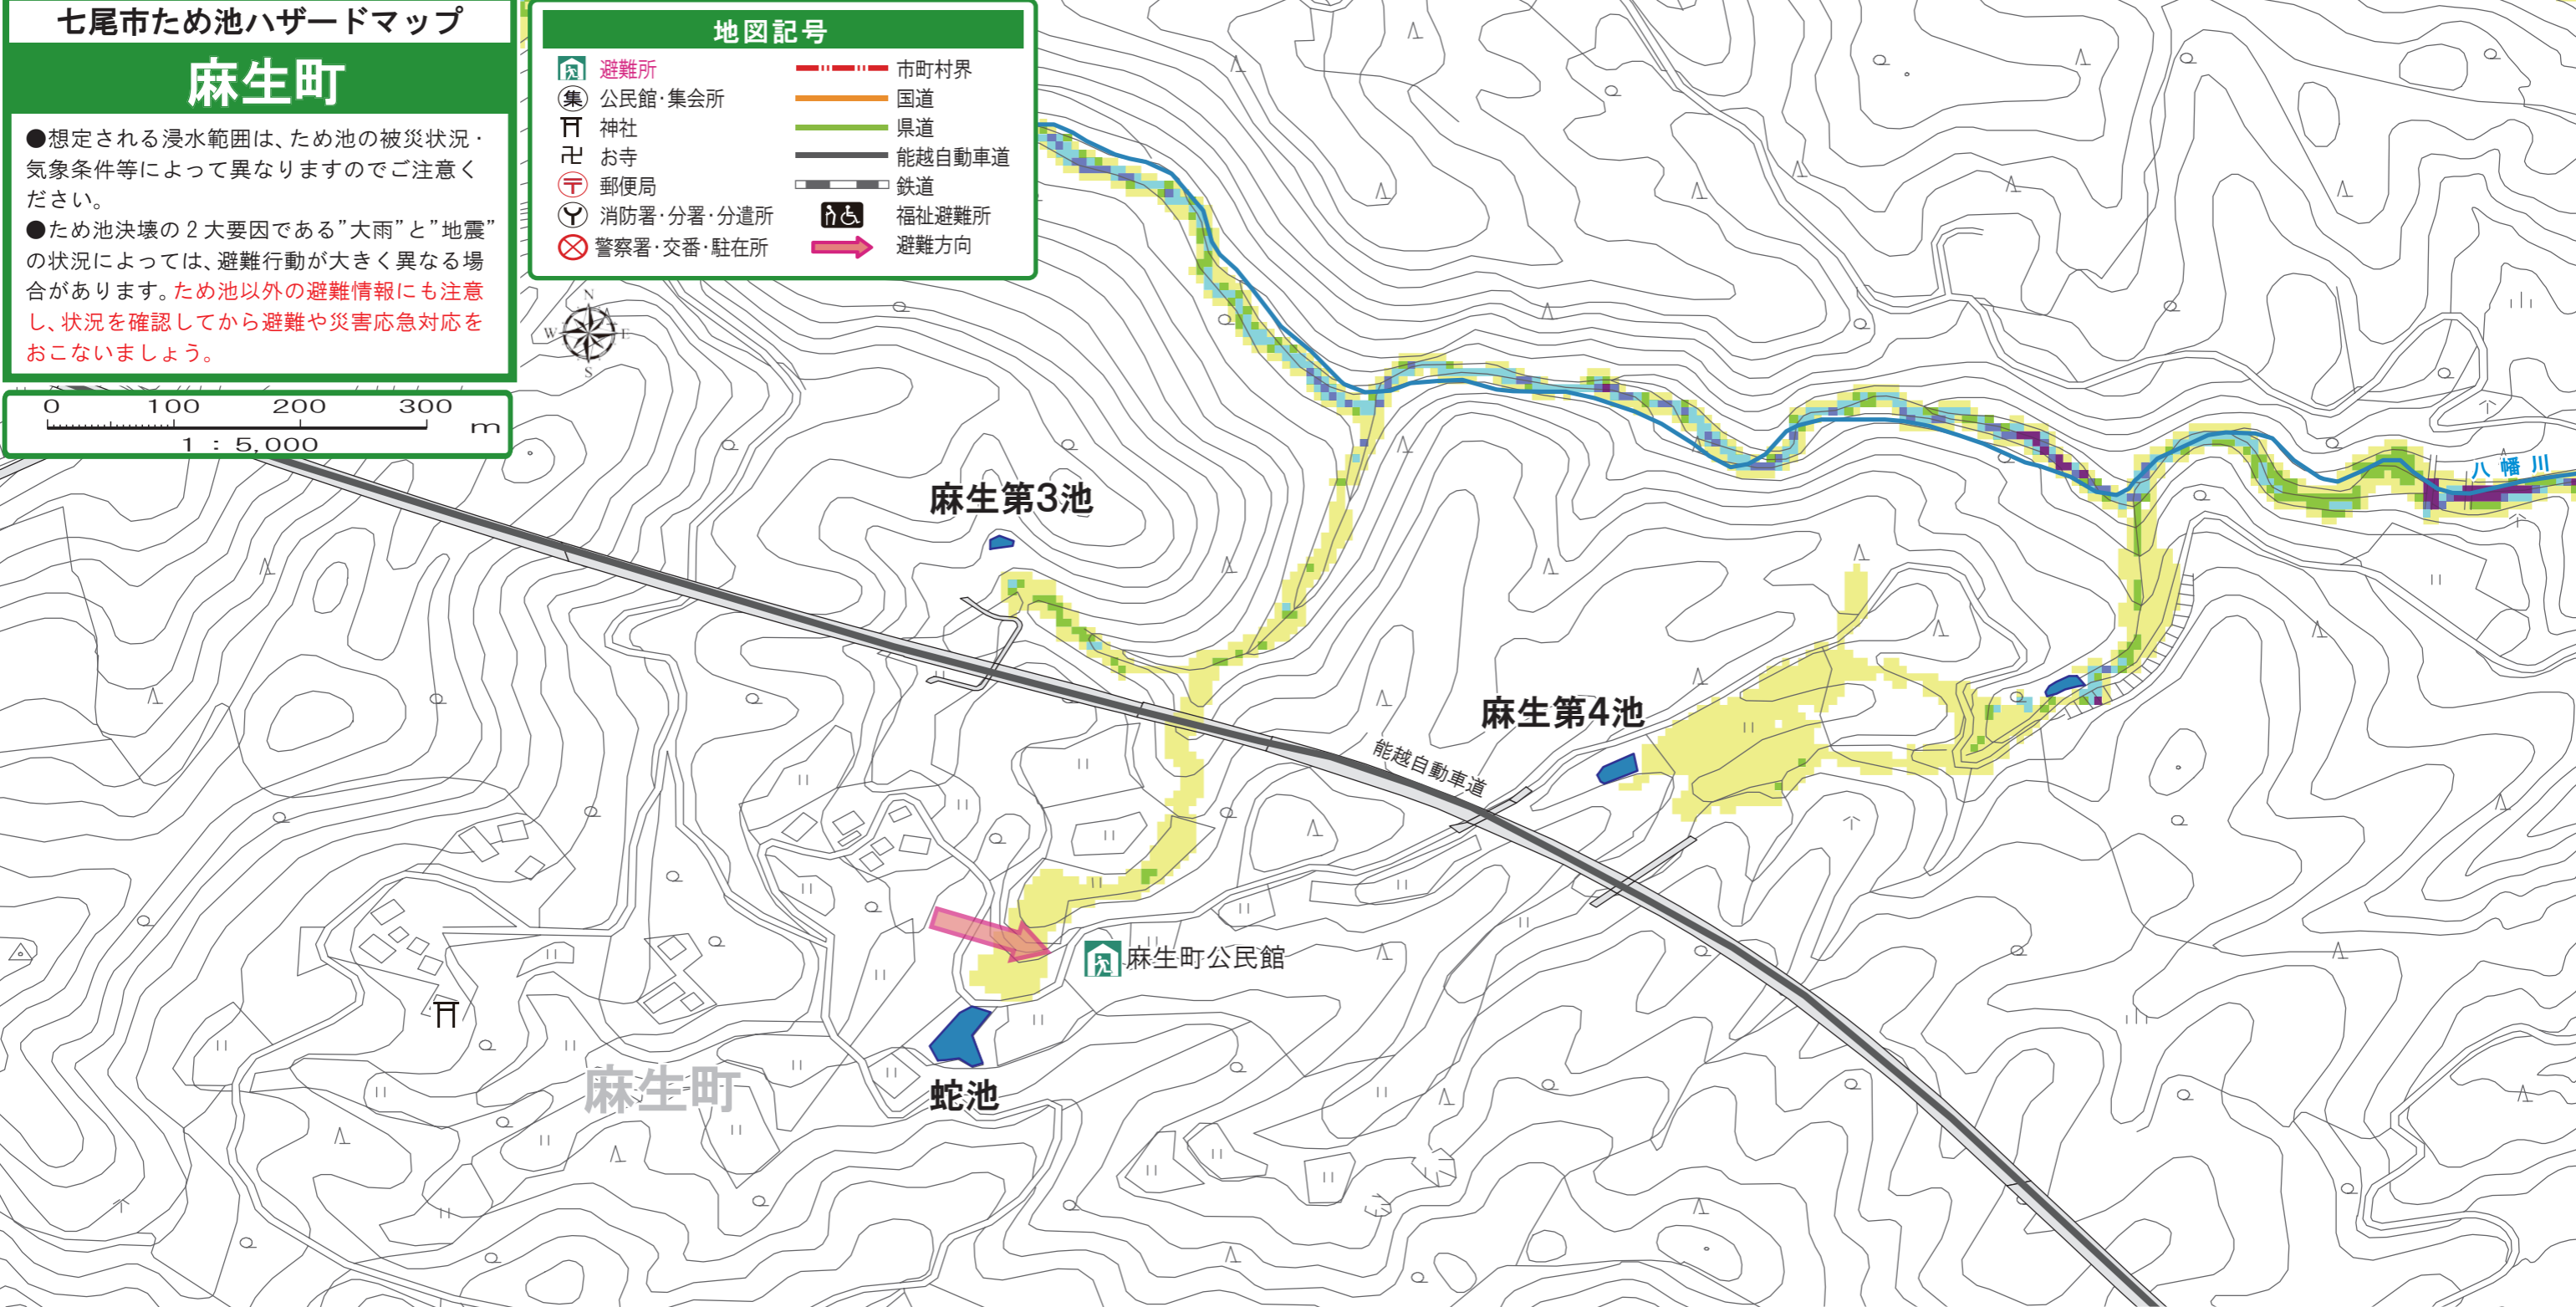 七尾市ため池ハザードマップ
麻生町
●想定される浸水範囲は、ため池の被災状況・
気象条件等によって異なりますのでご注意く
ださい。
●ため池決壊の2大要因である”大雨”と”地震”
の状況によっては、避難行動が大きく異なる場
合があります。ため池以外の避難情報にも注意
し、状況を確認してから避難や災害応急対応を
おこないましょう。
0 100 200 300 m
1 : 5,000
地図記号
避難所
集 公民館・集会所
神社
お寺
郵便局
消防署・分署・分遣所
警察署・交番・駐在所
市町村界
国道
県道
能越自動車道
鉄道
福祉避難所
避難方向
N
W E
S
八幡川
麻生第3池
麻生第4池
能越自動車道
麻生町公民館
麻生町
蛇池